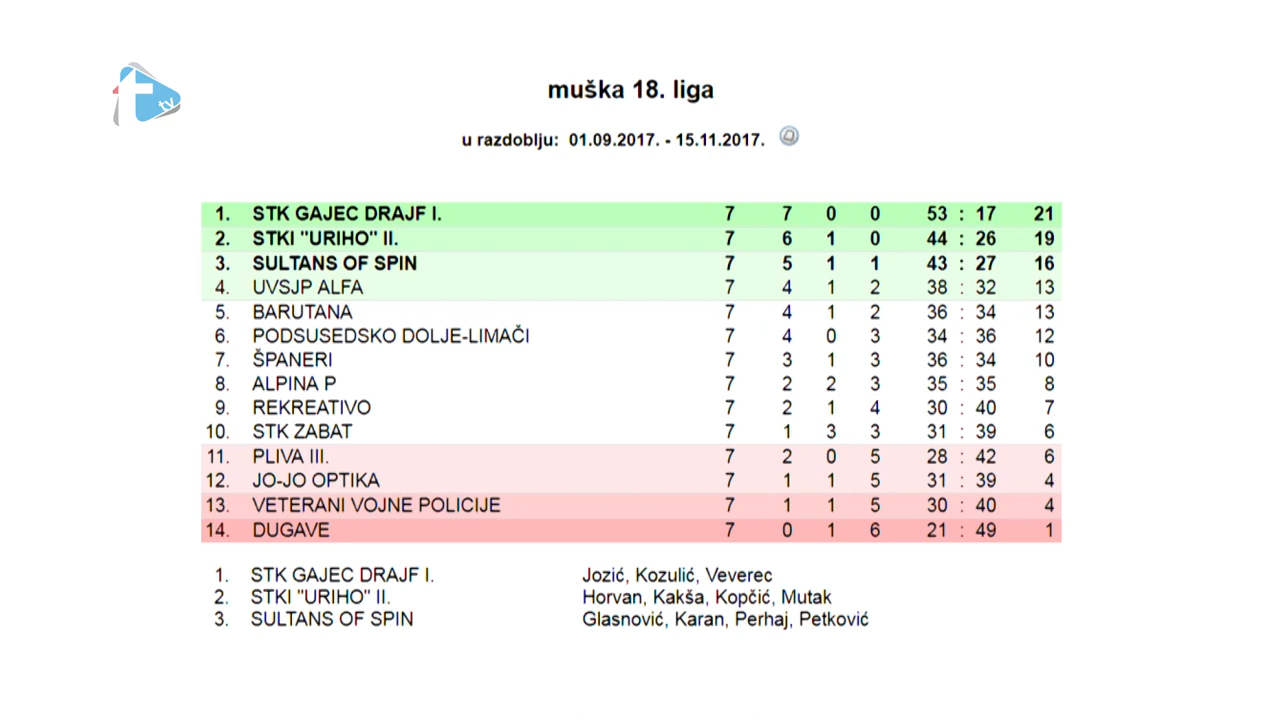 t tv
muška 18. liga
u razdoblju: 01.09.2017. - 15.11.2017.
1. STK GAJEC DRAJF I. 7 7 0 0 53 : 17 21
2. STKI "URIHO" II. 7 6 1 0 44 : 26 19
3. SULTANS OF SPIN 7 5 1 1 43 : 27 16
4. UVSJP ALFA 7 4 1 2 38 : 32 13
5. BARUTANA 7 4 1 2 36 : 34 13
6. PODSUSEDSKO DOLJE-LIMAČI 7 4 0 3 34 : 36 12
7. ŠPANERI 7 3 1 3 36 : 34 10
8. ALPINA P 7 2 2 3 35 : 35 8
9. REKREATIVO 7 2 1 4 30 : 40 7
10. STK ZABAT 7 1 3 3 31 : 39 6
11. PLIVA III. 7 2 0 5 28 : 42 6
12. JO-JO OPTIKA 7 1 1 5 31 : 39 4
13. VETERANI VOJNE POLICIJE 7 1 1 5 30 : 40 4
14. DUGAVE 7 0 1 6 21 : 49 1
1. STK GAJEC DRAJF I. Jozić, Kozulić, Veverec
2. STKI "URIHO" II. Horvan, Kakša, Kopčić, Mutak
3. SULTANS OF SPIN Glasnović, Karan, Perhaj, Petković